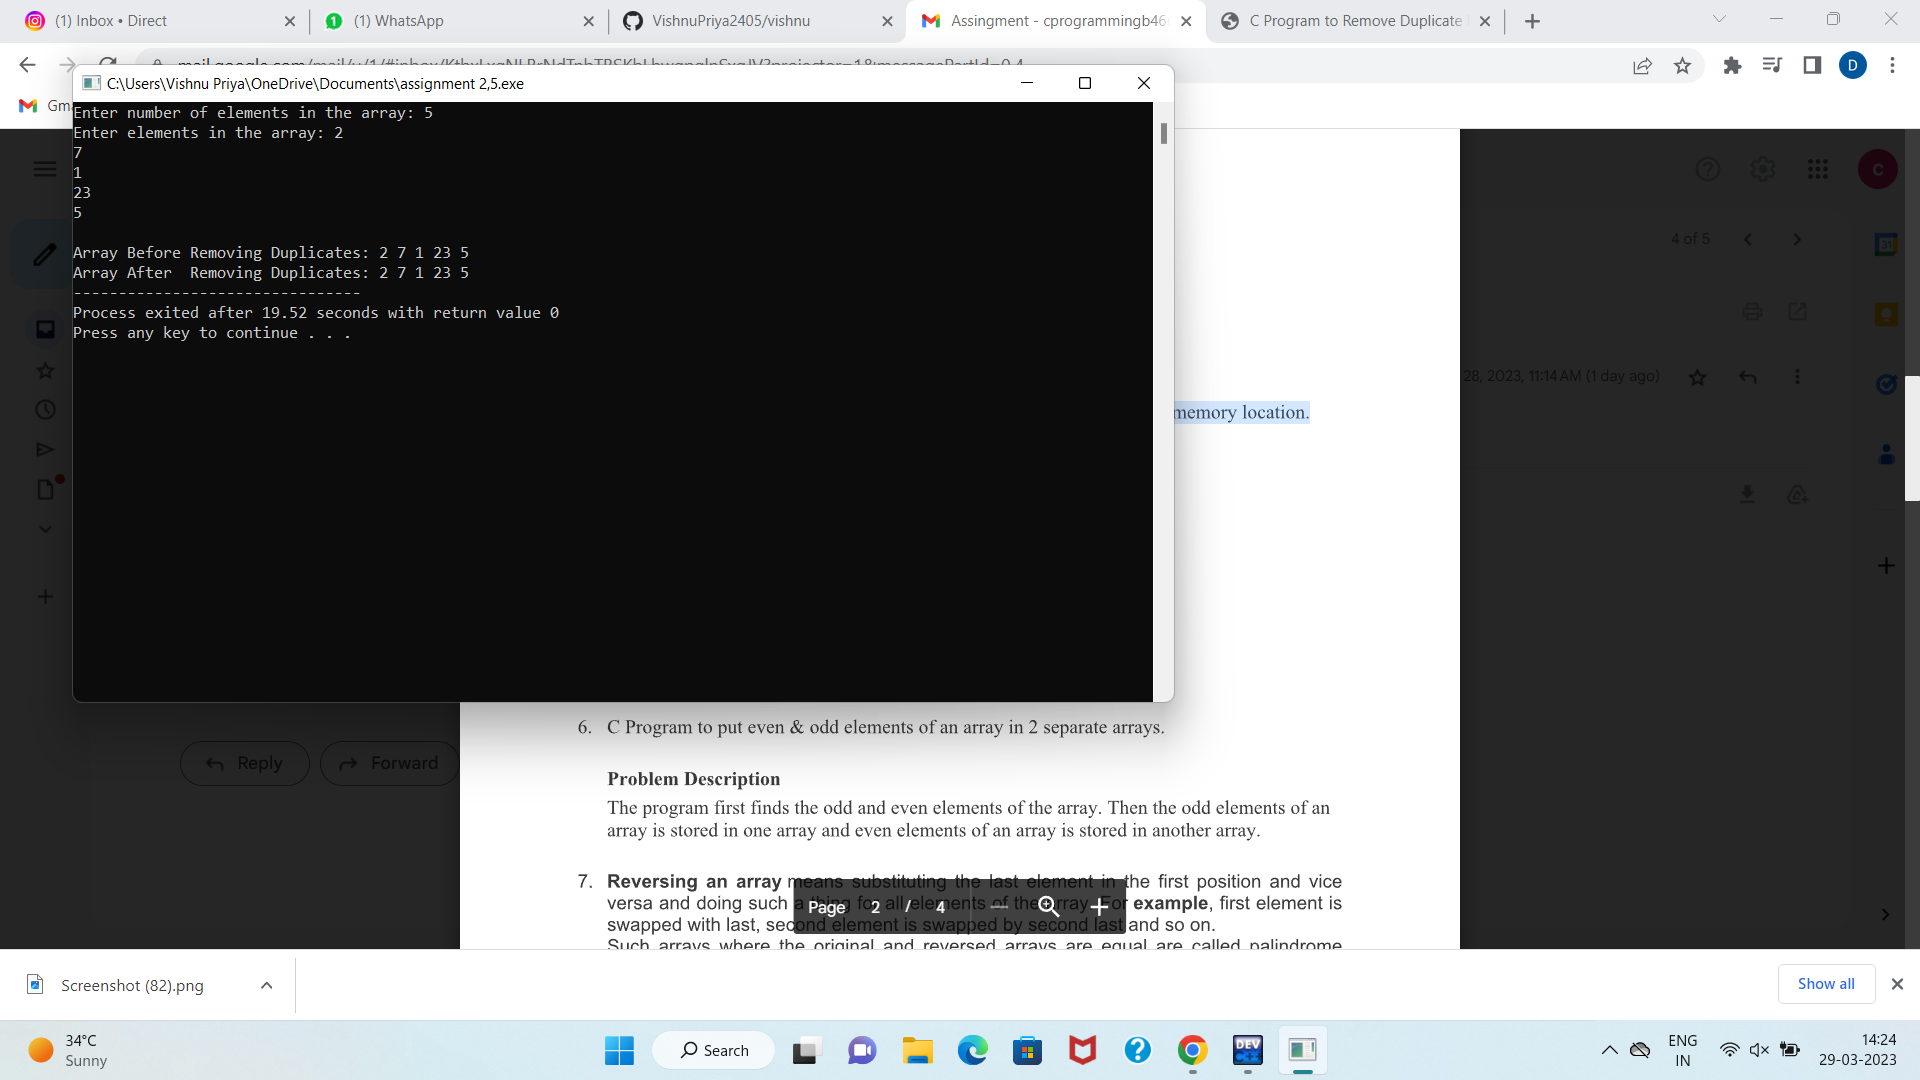 (1) Inbox • Direct
(1) WhatsApp
VishnuPriya2405/vishnu
Assingment - cprogrammingb46
C Program to Remove Duplicate
D
C:\Users\Vishnu Priya\OneDrive\Documents\assignment 2,5.exe
Gm
Enter number of elements in the array: 5
Enter elements in the array: 2
7
1
23
5
Array Before Removing Duplicates: 2 7 1 23 5
Array After  Removing Duplicates: 2 7 1 23 5
--------------------------------
Process exited after 19.52 seconds with return value 0
Press any key to continue . . .
C
4 of 5
31
28, 2023, 11:14 AM (1 day ago)
memory location.
6. C Program to put even & odd elements of an array in 2 separate arrays.
Reply
Forward
Problem Description
The program first finds the odd and even elements of the array. Then the odd elements of an
array is stored in one array and even elements of an array is stored in another array.
7. Reversing an array means substituting the last element in the first position and vice
versa and doing such a thing for all elements of the array. For example, first element is
swapped with last, second element is swapped by second last and so on.
Such arrays where the original and reversed arrays are equal are called palindrome
Page 2 / 4
Screenshot (82).png
Show all
34°C
Sunny
Search
DEV
C++
ENG
IN
14:24
29-03-2023